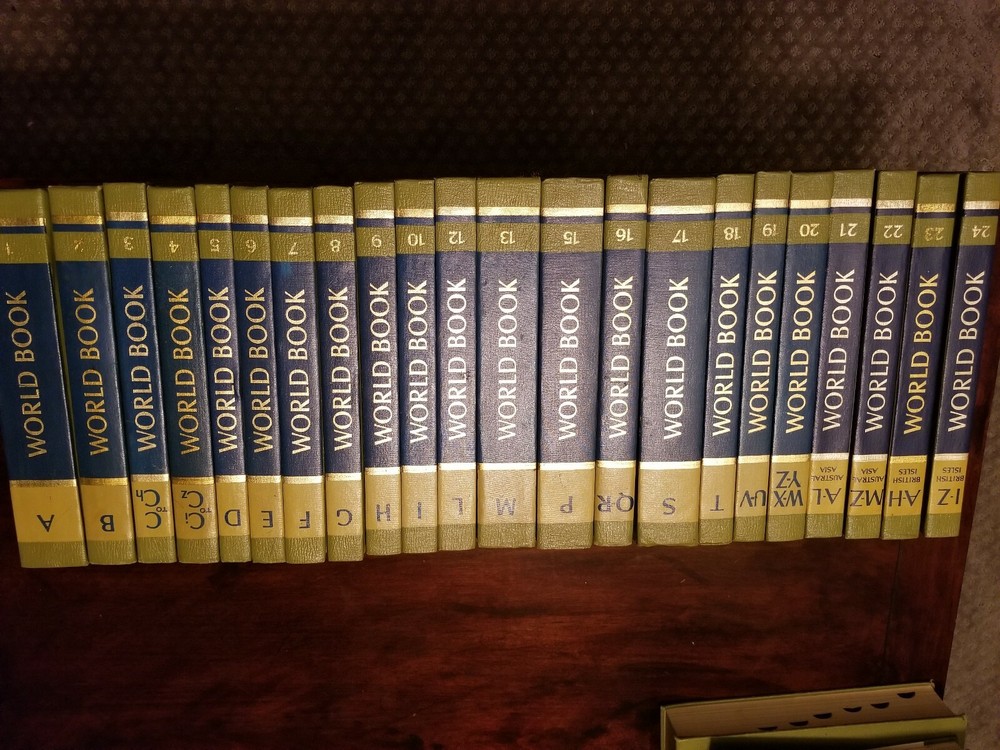 1
WORLD BOOK
A
2
WORLD BOOK
B
3
WORLD BOOK
C
TO
Ch
4
WORLD BOOK
Ci
TO
Cz
5
WORLD BOOK
D
6
WORLD BOOK
E
7
WORLD BOOK
F
8
WORLD BOOK
G
9
WORLD BOOK
H
10
WORLD BOOK
I
12
WORLD BOOK
L
13
WORLD BOOK
M
15
WORLD BOOK
P
16
WORLD BOOK
Q-R
17
WORLD BOOK
S
18
WORLD BOOK
T
19
WORLD BOOK
U-V
20
WORLD BOOK
W-X
Y-Z
21
WORLD BOOK
AUSTRAL
ASIA
A-L
22
WORLD BOOK
AUSTRAL
ASIA
M-Z
23
WORLD BOOK
BRITISH
ISLES
A-H
24
WORLD BOOK
BRITISH
ISLES
I-Z